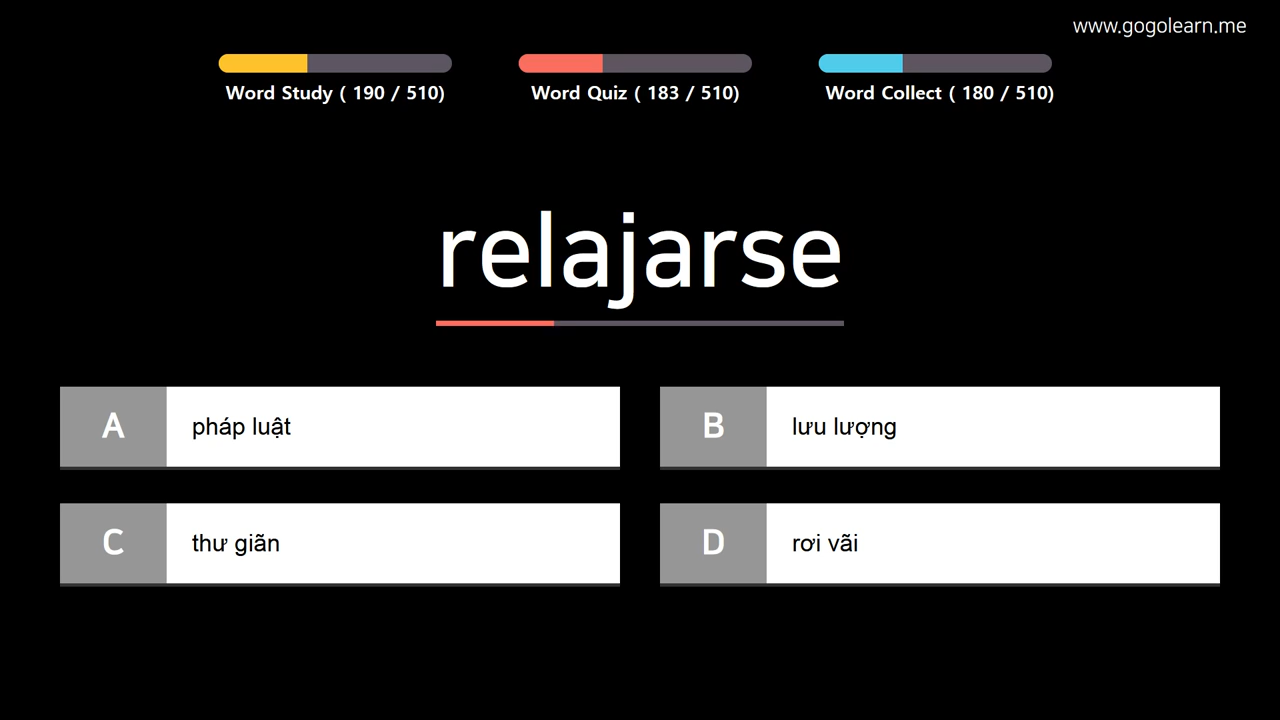 www.gogolearn.me
Word Study ( 190 / 510)
Word Quiz ( 183 / 510)
Word Collect ( 180 / 510)
relajarse
A
pháp luật
B
lưu lượng
C
thư giãn
D
rơi vãi